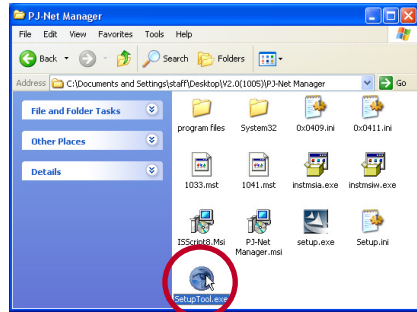 PJ-Net Manager
File Edit View Favorites Tools Help
Back Search Folders
Address C:\Documents and Settings\staff\Desktop\V2.0(1005)\PJ-Net Manager Go
File and Folder Tasks
Other Places
Details
program files System32 0x0409.ini 0x0411.ini
1033.mst 1041.mst instmsia.exe instmsiw.exe
ISScript8.Msi PJ-Net setup.exe Setup.ini
Manager.msi
SetupTool.exe